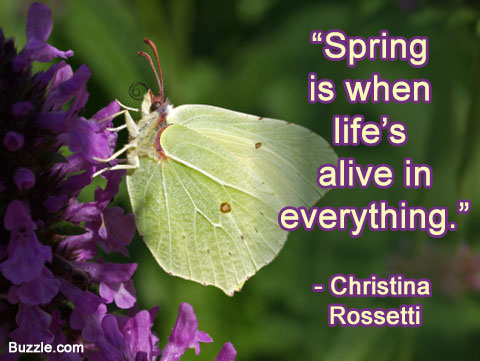 “Spring
is when
life’s
alive in
everything.”
- Christina
Rossetti
Buzzle.com